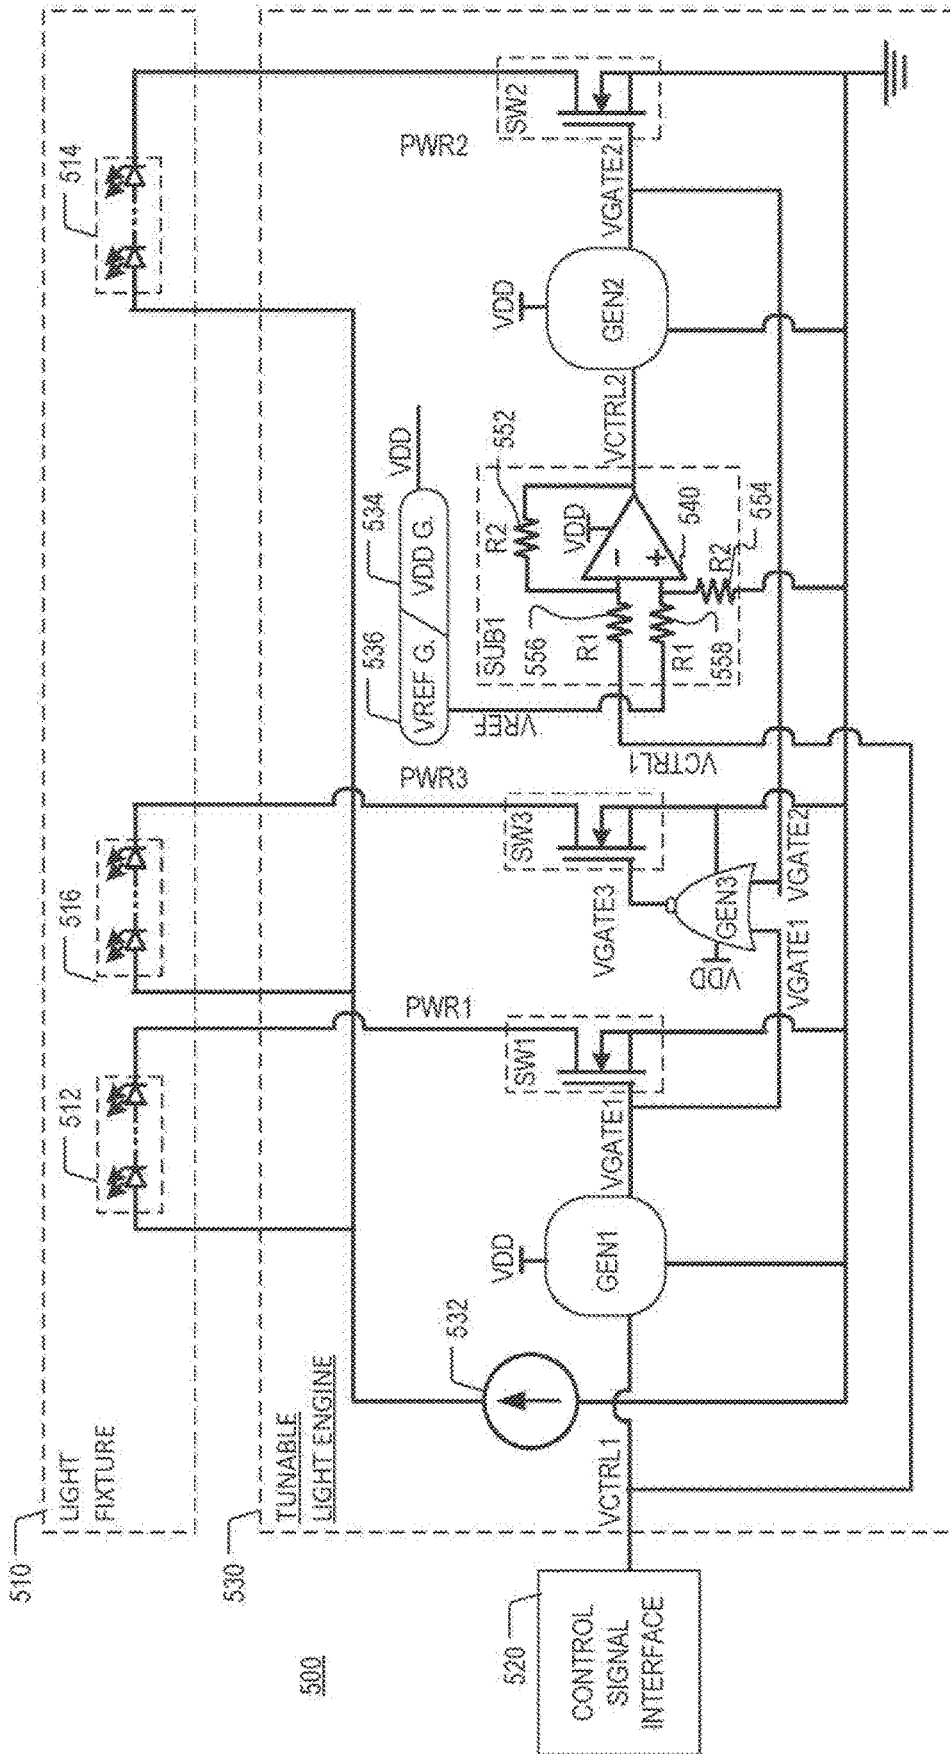 510
LIGHT
FIXTURE
512
516
514
530
TUNABLE
LIGHT ENGINE
500
532
PWR1
PWR3
PWR2
536
534
VREF G.
VDD G.
VDD
VREF
520
CONTROL
SIGNAL
INTERFACE
VCTRL1
VDD
GEN1
VGATE1
SW1
VGATE3
SW3
VDD
GEN3
VGATE1
VGATE2
VCTRL1
SUB1
556
R1
R1
558
R2
552
VDD
-
+
540
R2
554
VCTRL2
VDD
GEN2
VGATE2
SW2